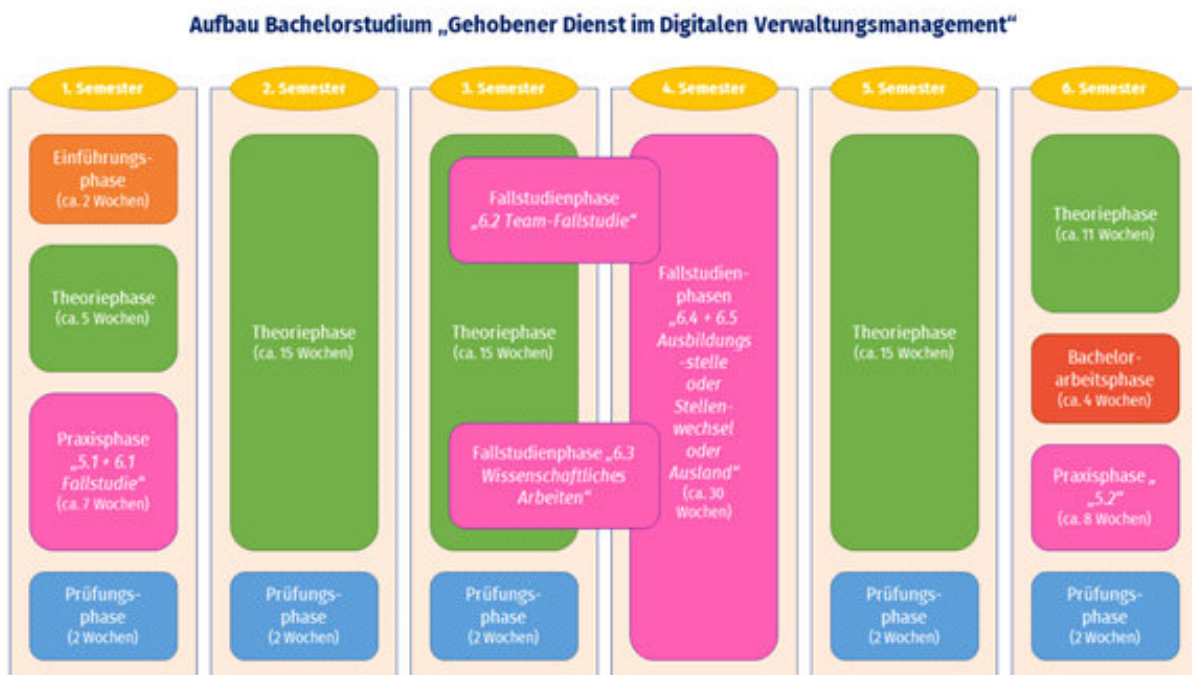 Aufbau Bachelorstudium „Gehobener Dienst im Digitalen Verwaltungsmanagement“
1. Semester
Einführungs-
phase
(ca. 2 Wochen)
Theoriephase
(ca. 5 Wochen)
Praxisphase
„5.1 + 6.1
Fallstudie“
(ca. 7 Wochen)
Prüfungs-
phase
(2 Wochen)
2. Semester
Theoriephase
(ca. 15 Wochen)
Prüfungs-
phase
(2 Wochen)
3. Semester
Fallstudienphase
„6.2 Team-Fallstudie“
Theoriephase
(ca. 15 Wochen)
Fallstudienphase „6.3
Wissenschaftliches
Arbeiten“
Prüfungs-
phase
(2 Wochen)
4. Semester
Fallstudien-
phasen
„6.4 + 6.5
Ausbildungs
-stelle
oder
Stellen-
wechsel
oder
Ausland“
(ca. 30
Wochen)
5. Semester
Theoriephase
(ca. 15 Wochen)
Prüfungs-
phase
(2 Wochen)
6. Semester
Theoriephase
(ca. 11 Wochen)
Bachelor-
arbeitsphase
(ca. 4 Wochen)
Praxisphase „
„5.2“
(ca. 8 Wochen)
Prüfungs-
phase
(2 Wochen)